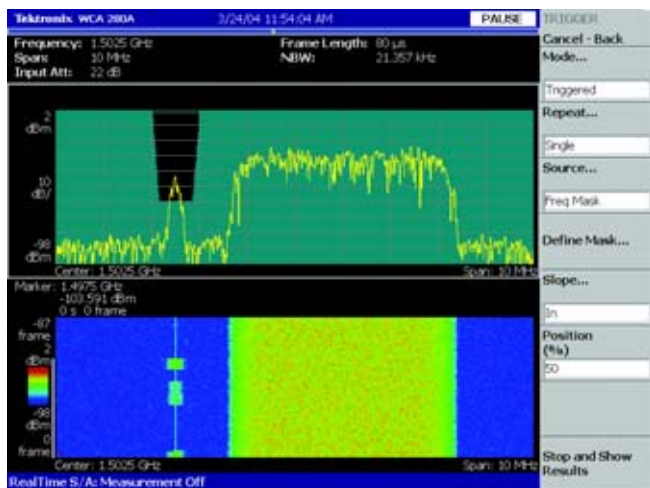 Tektronix WCA 280A 3/24/04 11:54:04 AM PAUSE TRIGGER
Frequency: 1.5025 GHz Frame Length: 80 µs
Span: 10 MHz NBW: 21.357 kHz
Input Att: 22 dB
Cancel - Back
Mode...
Triggered
Repeat...
Single
Source...
Freq Mask
Define Mask...
Slope...
In
Position
(%)
50
Stop and Show
Results
2
dBm
10
dB/
-98
dBm
Center: 1.5025 GHz Span: 10 MHz
Marker: 1.4975 GHz
-103.591 dBm
0 s 0 frame
-87
frame
2
dBm
-98
dBm
0
frame
Center: 1.5025 GHz Span: 10 MHz
RealTime S/A: Measurement Off